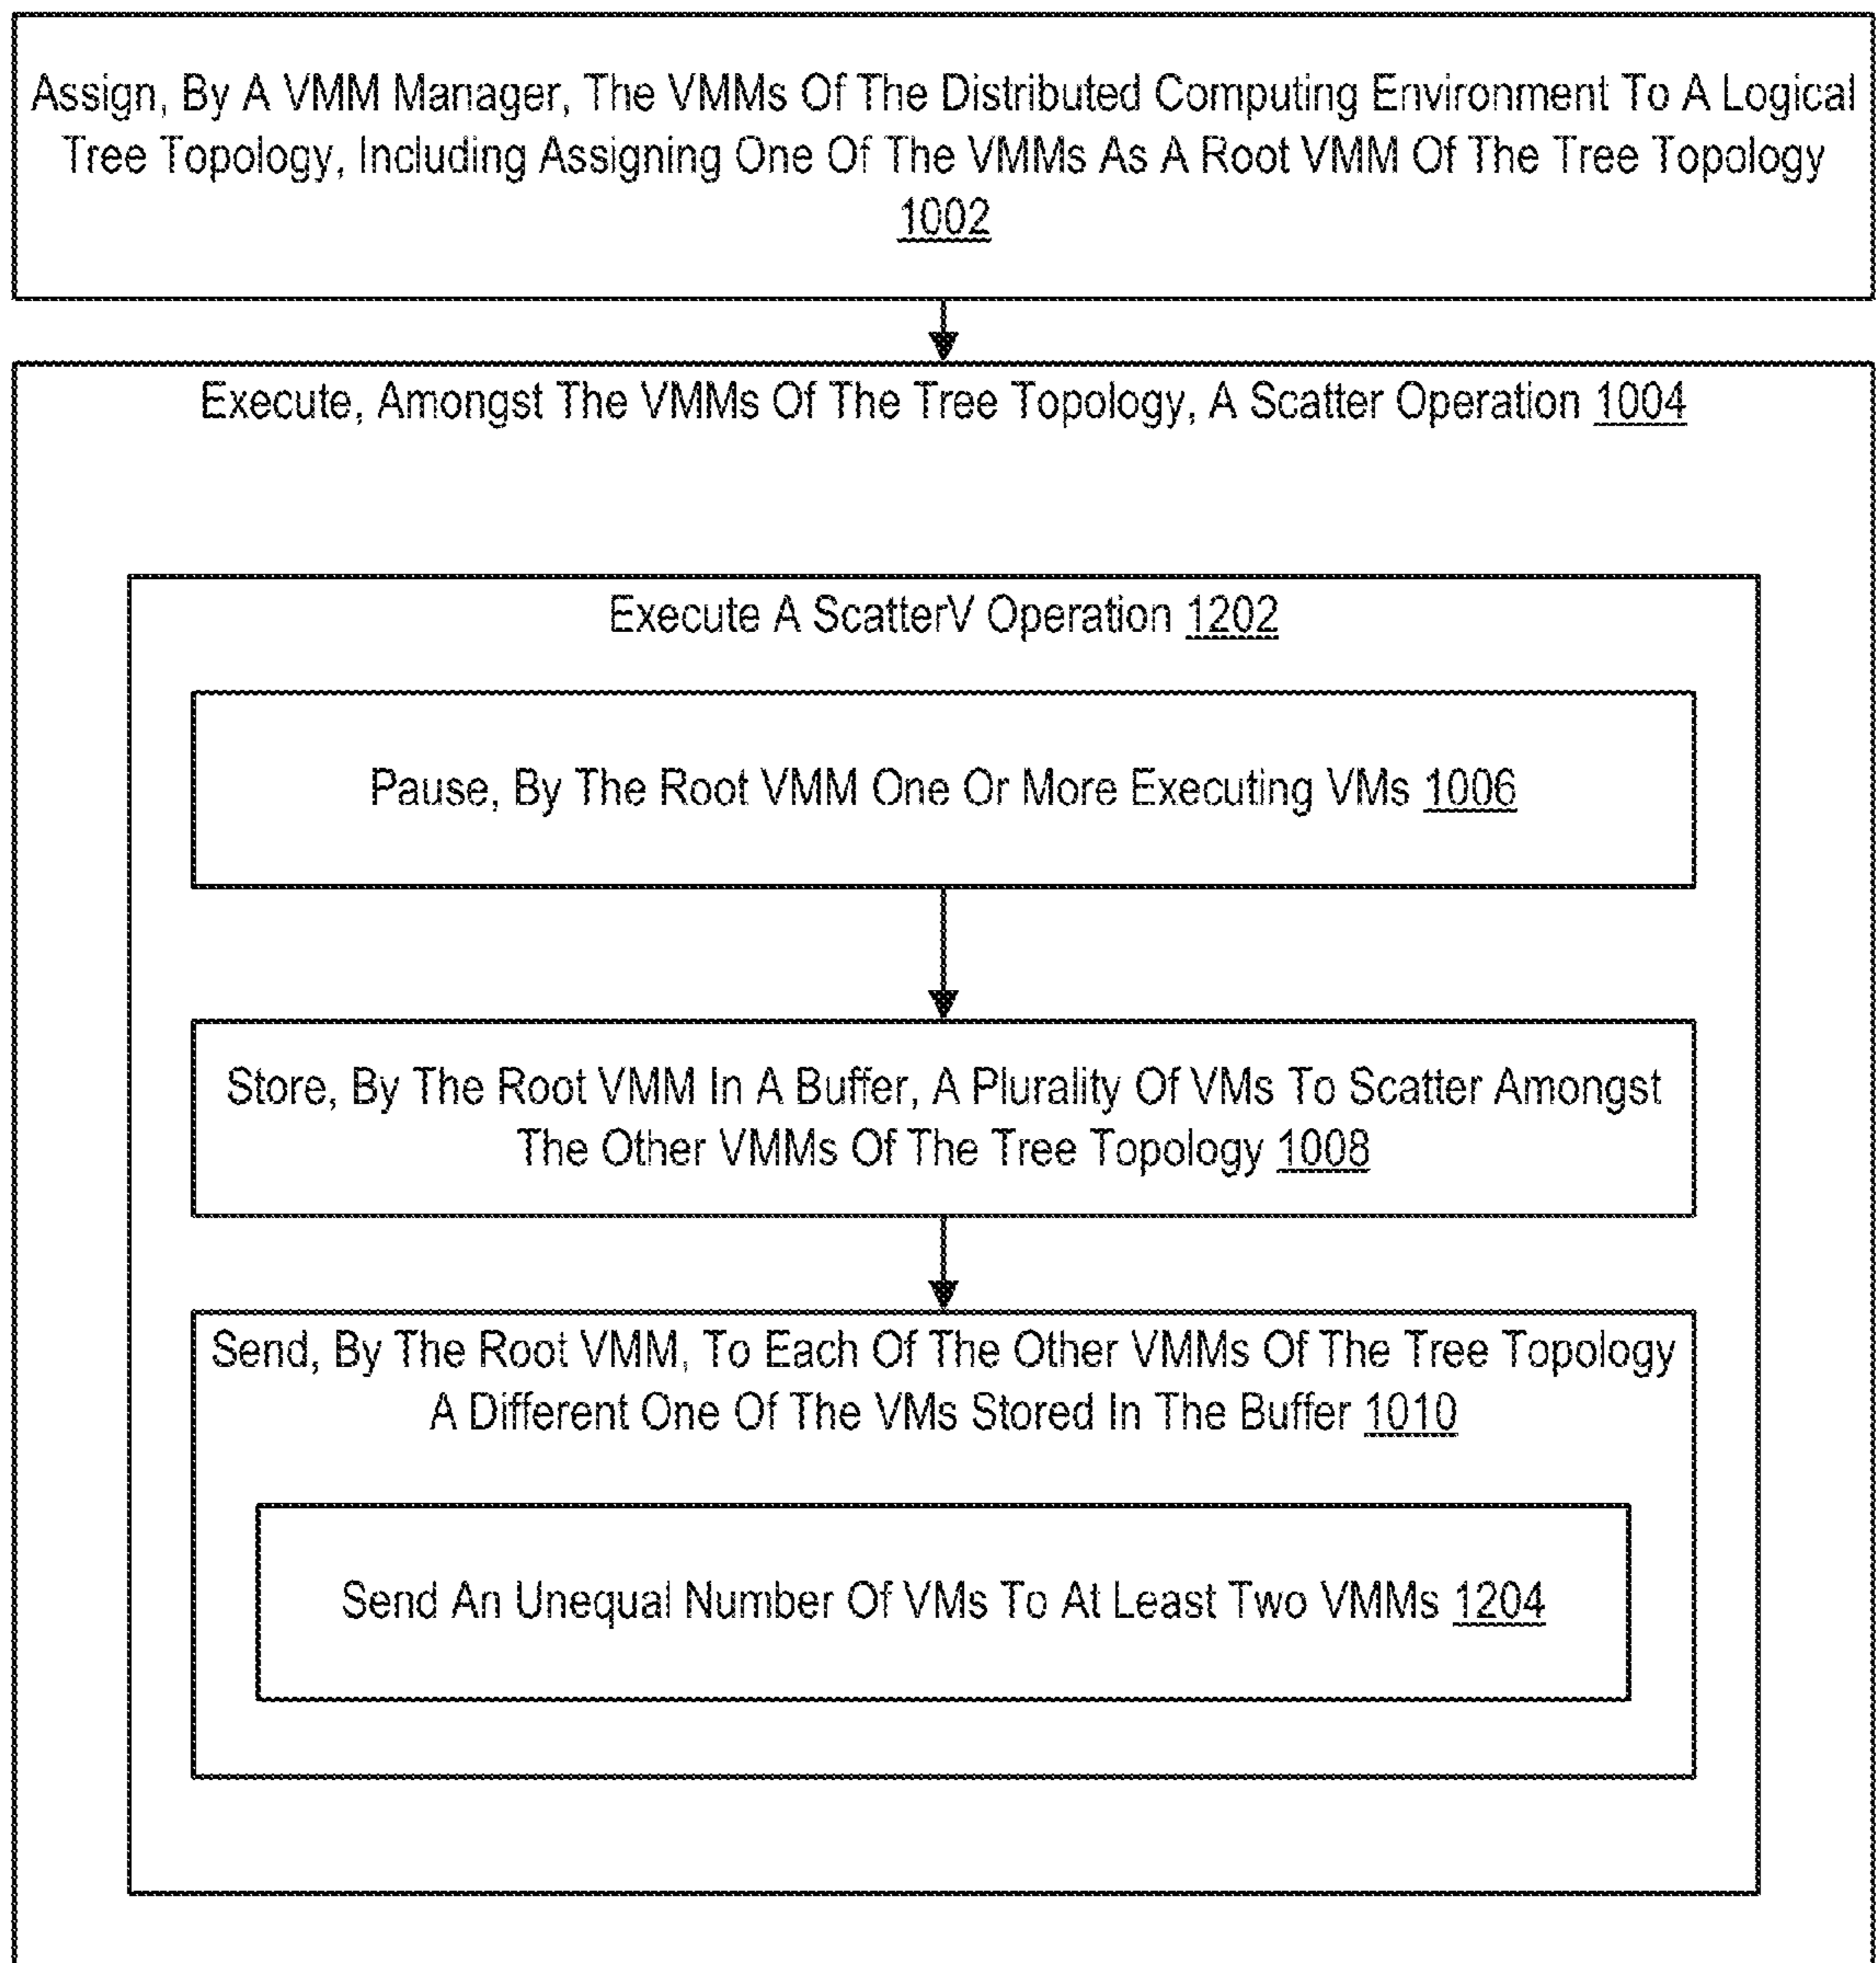 Assign, By A VMM Manager, The VMMs Of The Distributed Computing Environment To A Logical
Tree Topology, Including Assigning One Of The VMMs As A Root VMM Of The Tree Topology
1002
Execute, Amongst The VMMs Of The Tree Topology, A Scatter Operation 1004
Execute A ScatterV Operation 1202
Pause, By The Root VMM One Or More Executing VMs 1006
Store, By The Root VMM In A Buffer, A Plurality Of VMs To Scatter Amongst
The Other VMMs Of The Tree Topology 1008
Send, By The Root VMM, To Each Of The Other VMMs Of The Tree Topology
A Different One Of The VMs Stored In The Buffer 1010
Send An Unequal Number Of VMs To At Least Two VMMs 1204